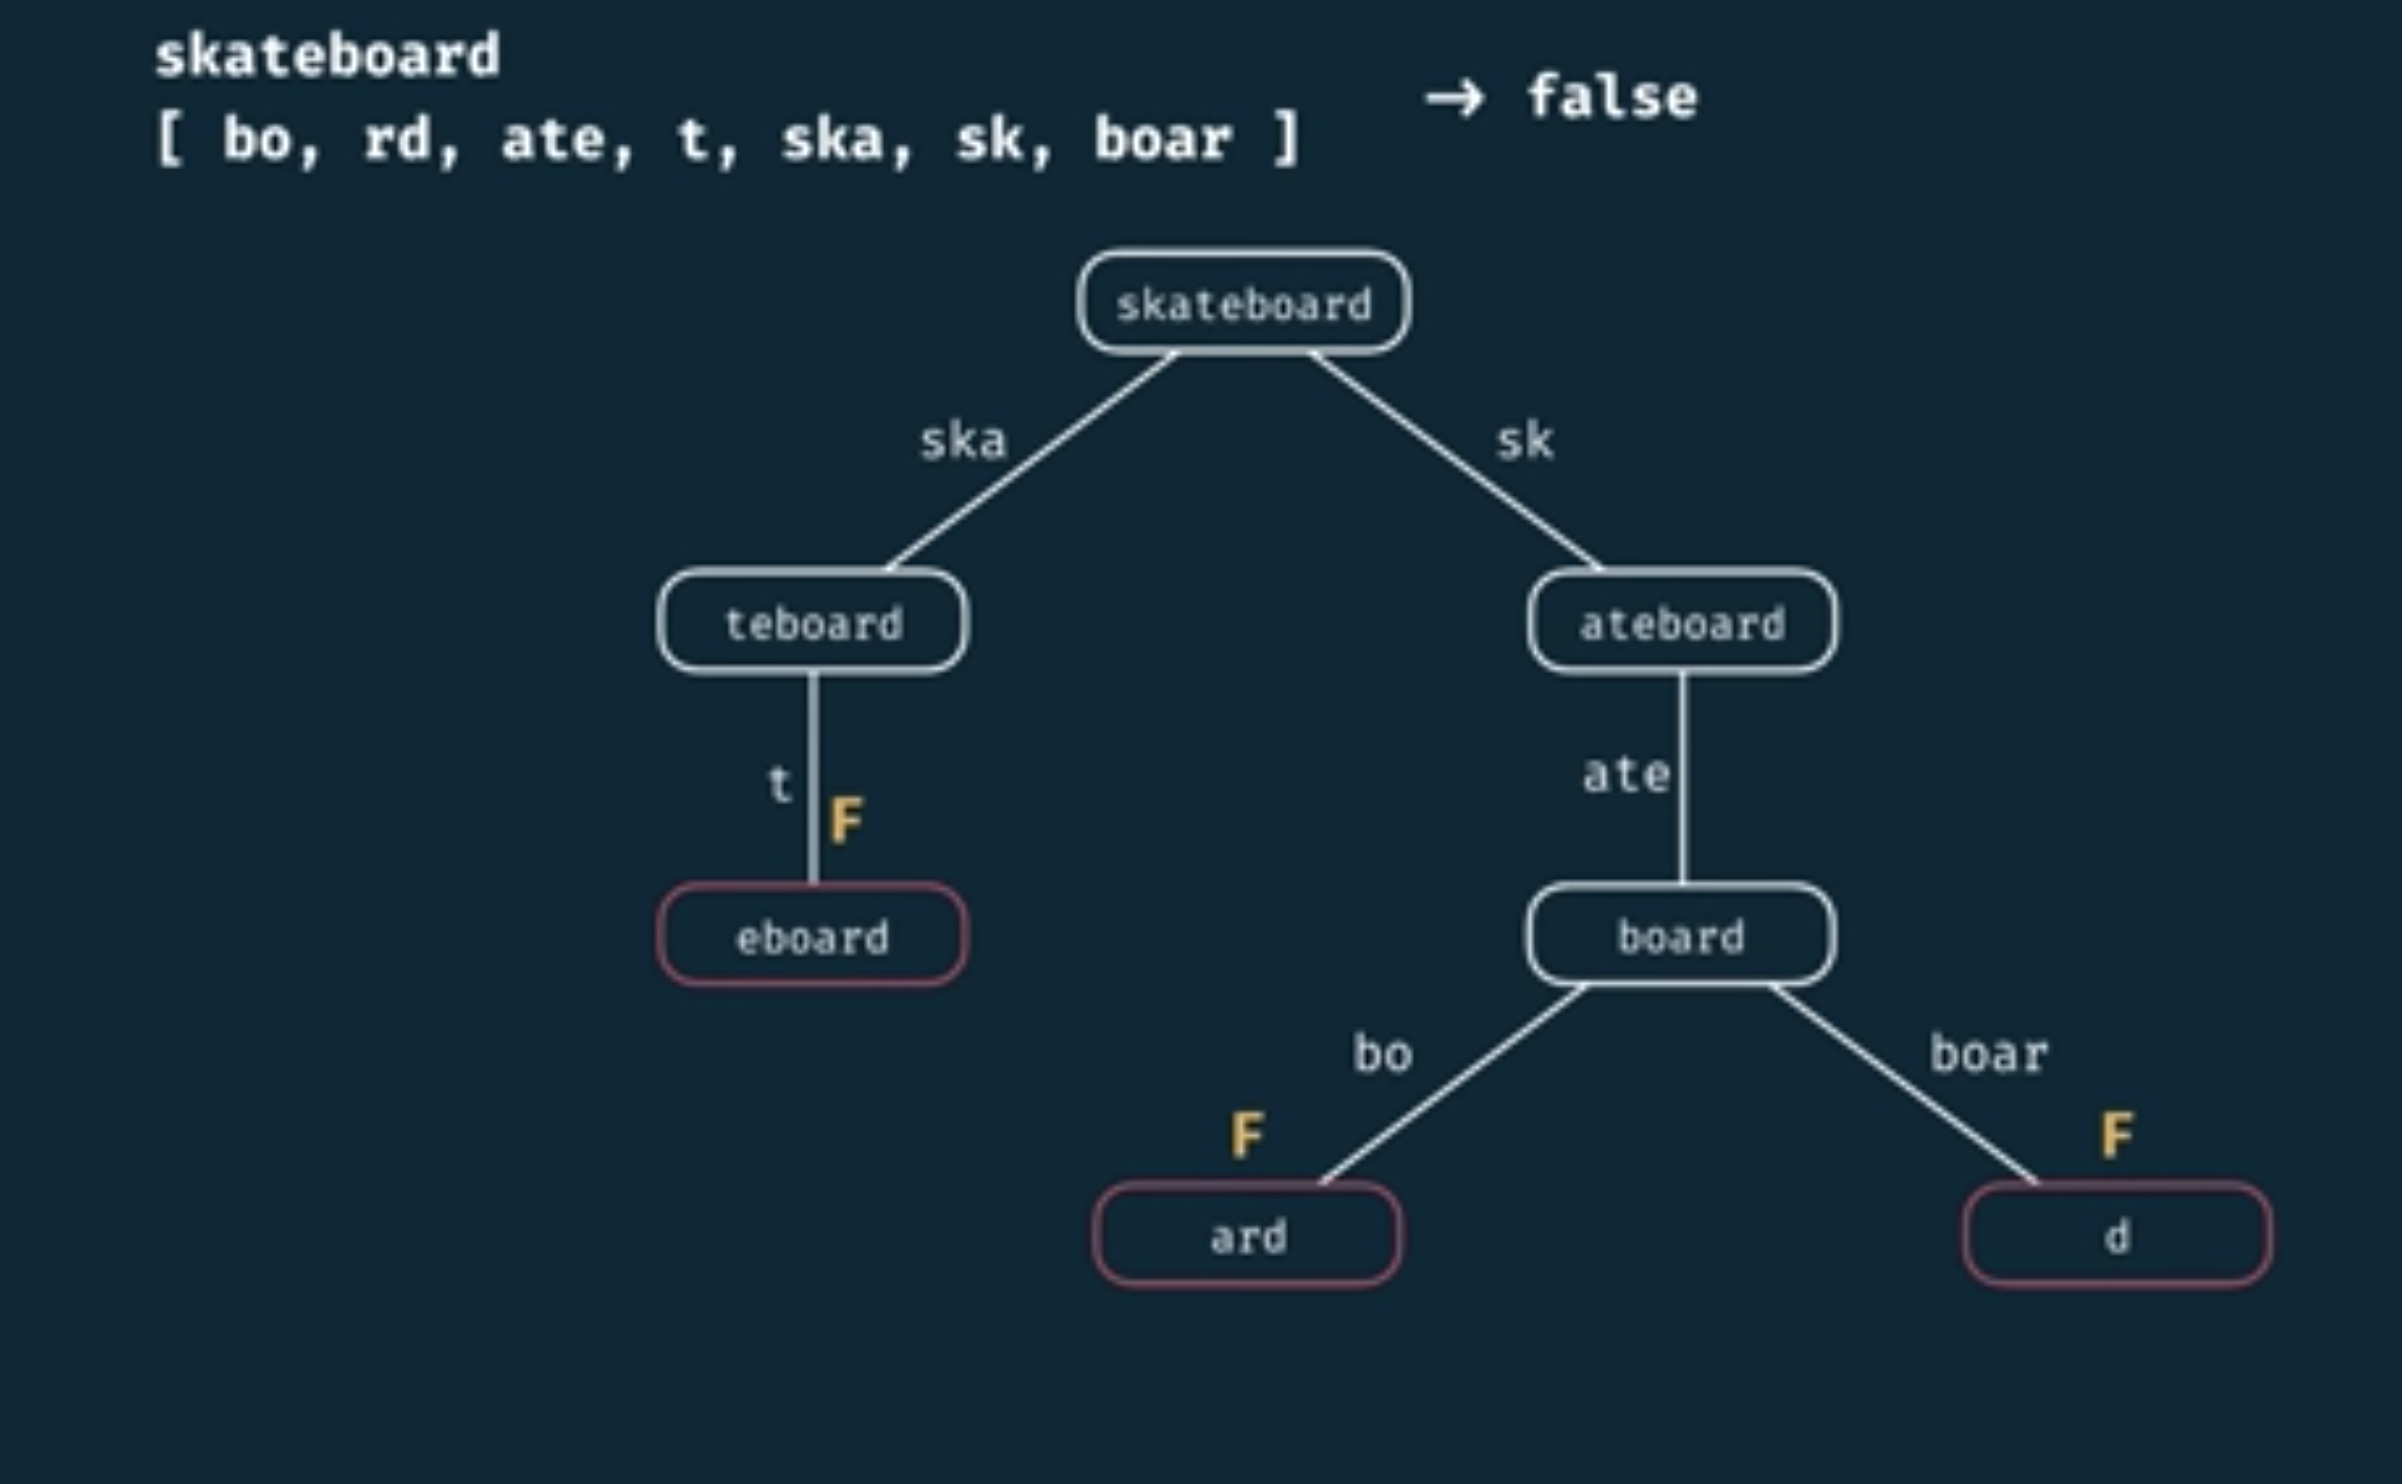 skateboard
[ bo, rd, ate, t, ska, sk, boar ]
→ false
skateboard
ska
sk
teboard
ateboard
t
F
ate
eboard
board
bo
boar
F
F
ard
d